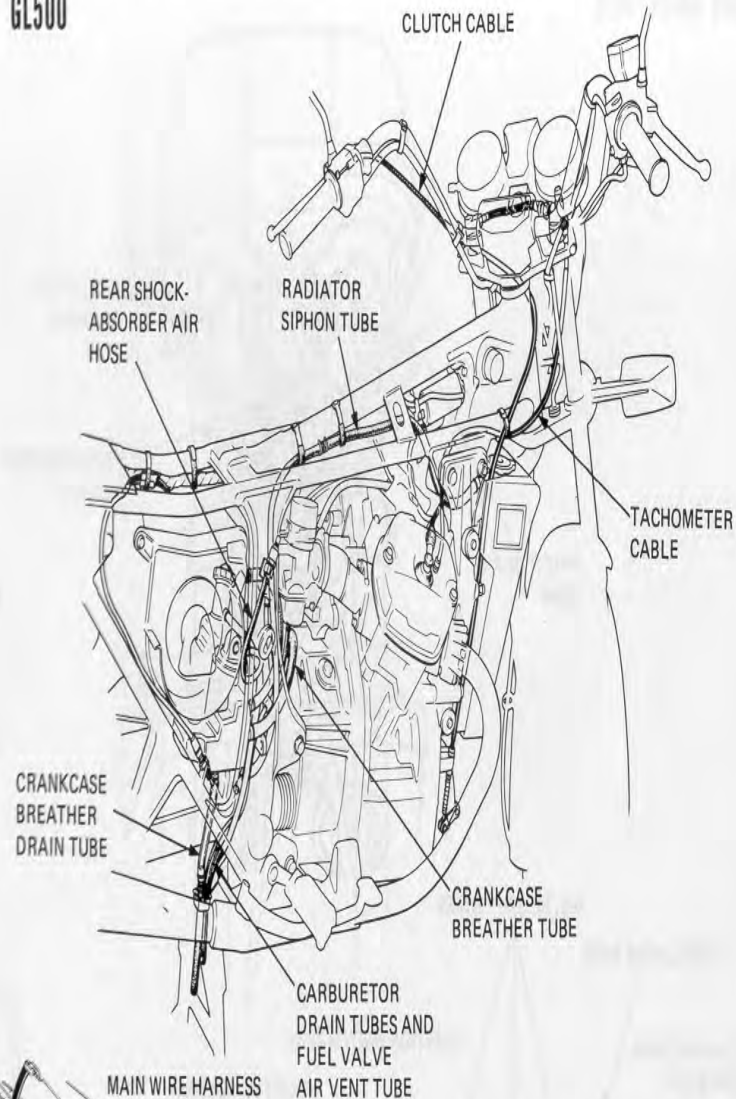 GL500
CLUTCH CABLE
REAR SHOCK-
ABSORBER AIR
HOSE
RADIATOR
SIPHON TUBE
TACHOMETER
CABLE
CRANKCASE
BREATHER
DRAIN TUBE
CRANKCASE
BREATHER TUBE
CARBURETOR
DRAIN TUBES AND
FUEL VALVE
AIR VENT TUBE
MAIN WIRE HARNESS